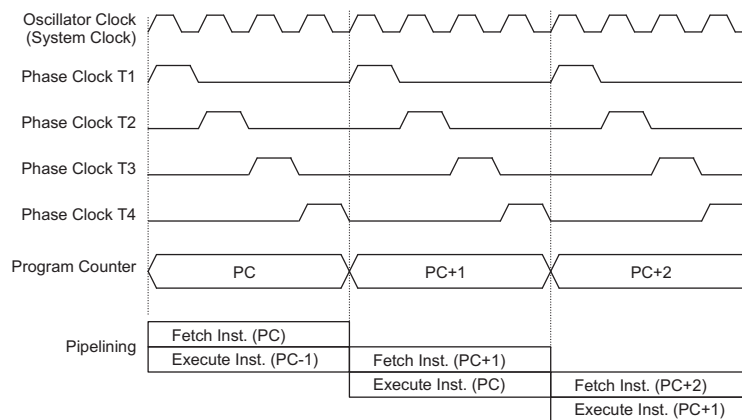 Oscillator Clock
(System Clock)
Phase Clock T1
Phase Clock T2
Phase Clock T3
Phase Clock T4
Program Counter
PC
PC+1
PC+2
Pipelining
Fetch Inst. (PC)
Execute Inst. (PC-1)
Fetch Inst. (PC+1)
Execute Inst. (PC)
Fetch Inst. (PC+2)
Execute Inst. (PC+1)